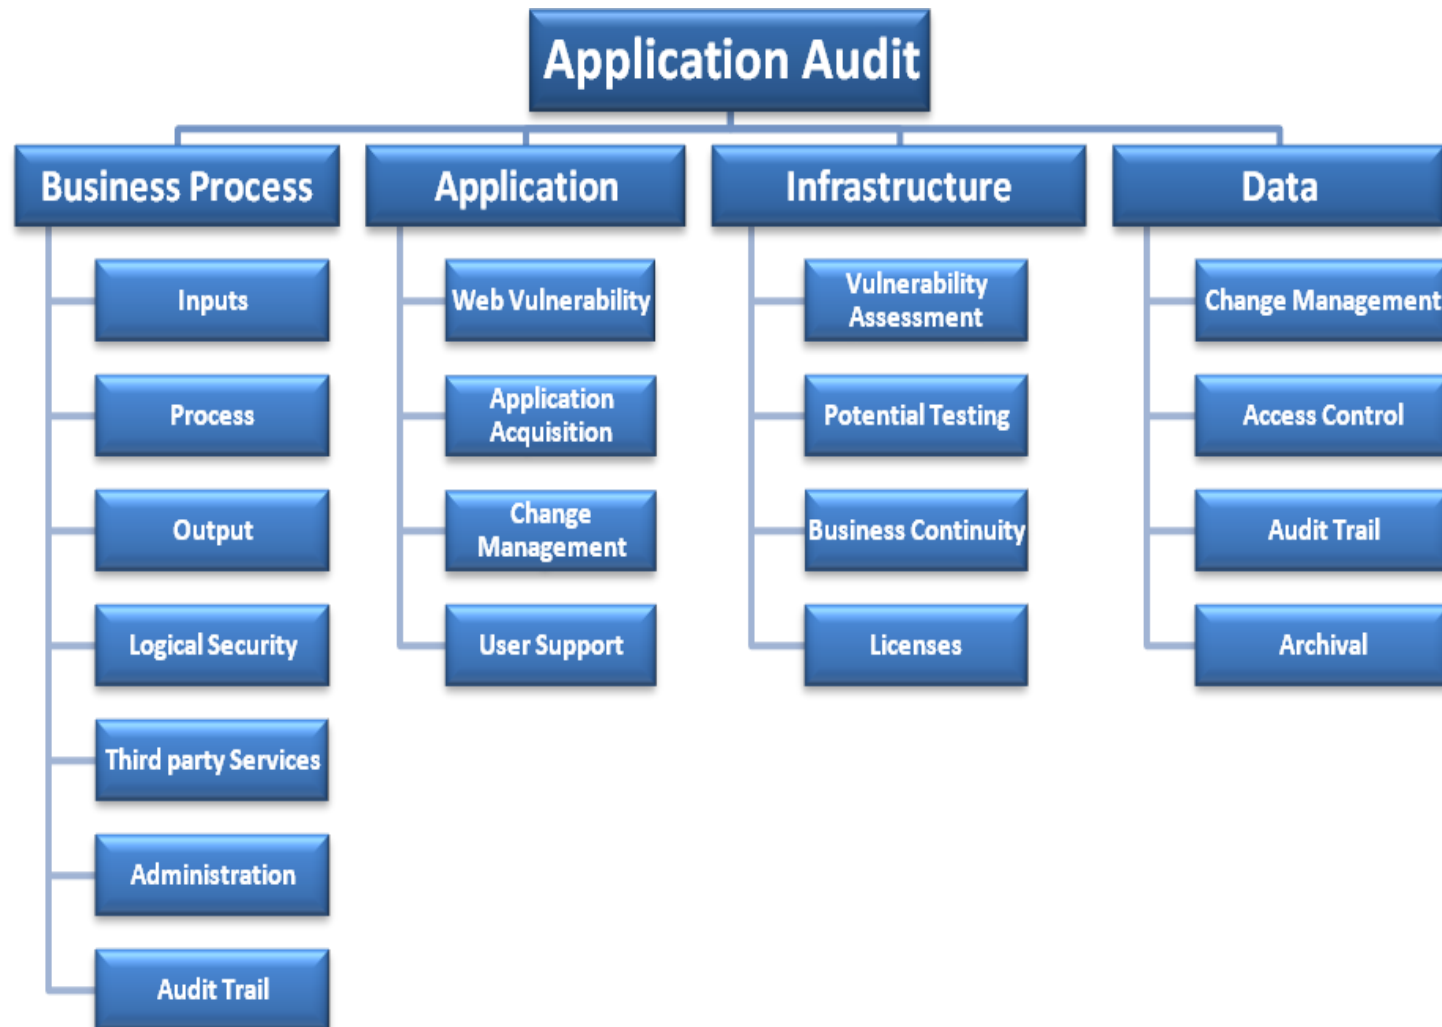 Application Audit
Business Process
Inputs
Process
Output
Logical Security
Third party Services
Administration
Audit Trail
Application
Web Vulnerability
Application
Acquisition
Change
Management
User Support
Infrastructure
Vulnerability
Assessment
Potential Testing
Business Continuity
Licenses
Data
Change Management
Access Control
Audit Trail
Archival